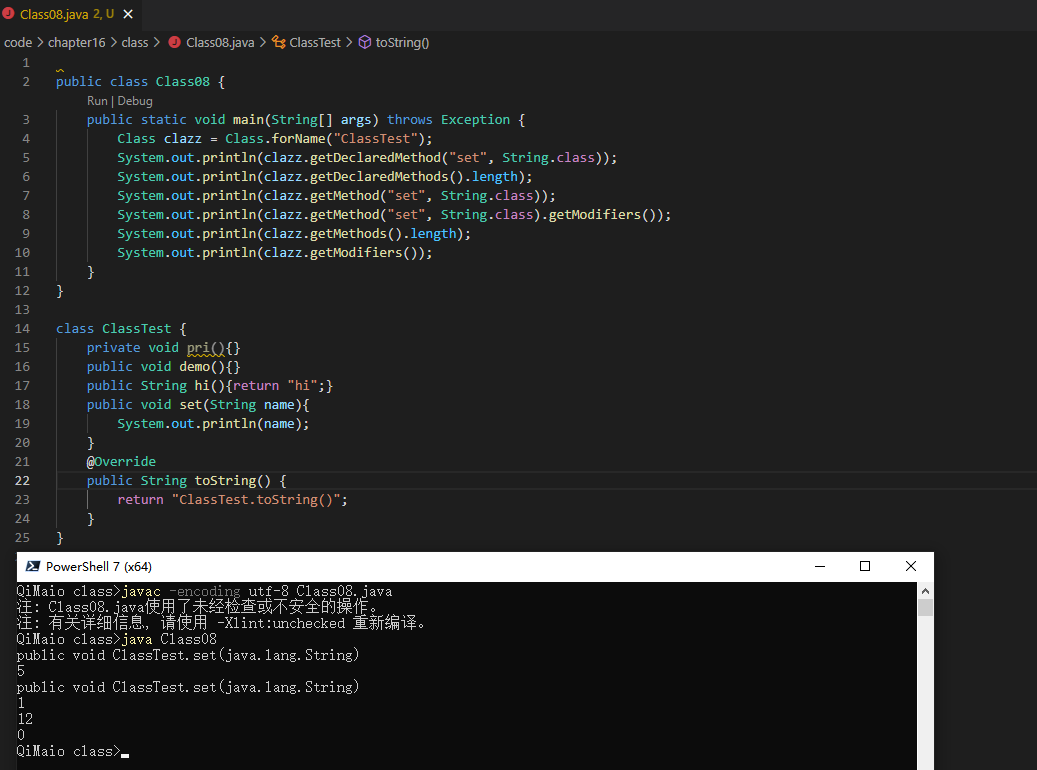 Class08.java 2, U
code > chapter16 > class > Class08.java > ClassTest > toString()
1
2 public class Class08 {
Run | Debug
3 public static void main(String[] args) throws Exception {
4 Class clazz = Class.forName("ClassTest");
5 System.out.println(clazz.getDeclaredMethod("set", String.class));
6 System.out.println(clazz.getDeclaredMethods().length);
7 System.out.println(clazz.getMethod("set", String.class));
8 System.out.println(clazz.getMethod("set", String.class).getModifiers());
9 System.out.println(clazz.getMethods().length);
10 System.out.println(clazz.getModifiers());
11 }
12 }
13
14 class ClassTest {
15 private void pri(){}
16 public void demo(){}
17 public String hi(){return "hi";}
18 public void set(String name){
19 System.out.println(name);
20 }
21 @Override
22 public String toString() {
23 return "ClassTest.toString()";
24 }
25 }
PowerShell 7 (x64)
QiMaio class>javac -encoding utf-8 Class08.java
注: Class08.java使用了未经检查或不安全的操作。
注: 有关详细信息, 请使用 -Xlint:unchecked 重新编译。
QiMaio class>java Class08
public void ClassTest.set(java.lang.String)
5
public void ClassTest.set(java.lang.String)
1
12
0
QiMaio class>